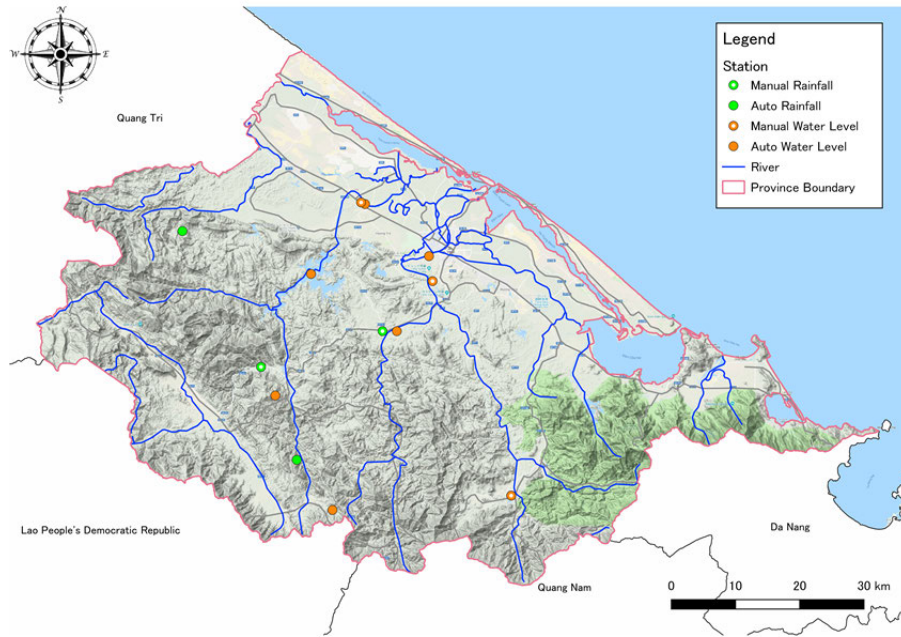 N
W
E
S
Quang Tri
Legend
Station
Manual Rainfall
Auto Rainfall
Manual Water Level
Auto Water Level
River
Province Boundary
Lao People's Democratic Republic
Da Nang
Quang Nam
0 10 20 30 km